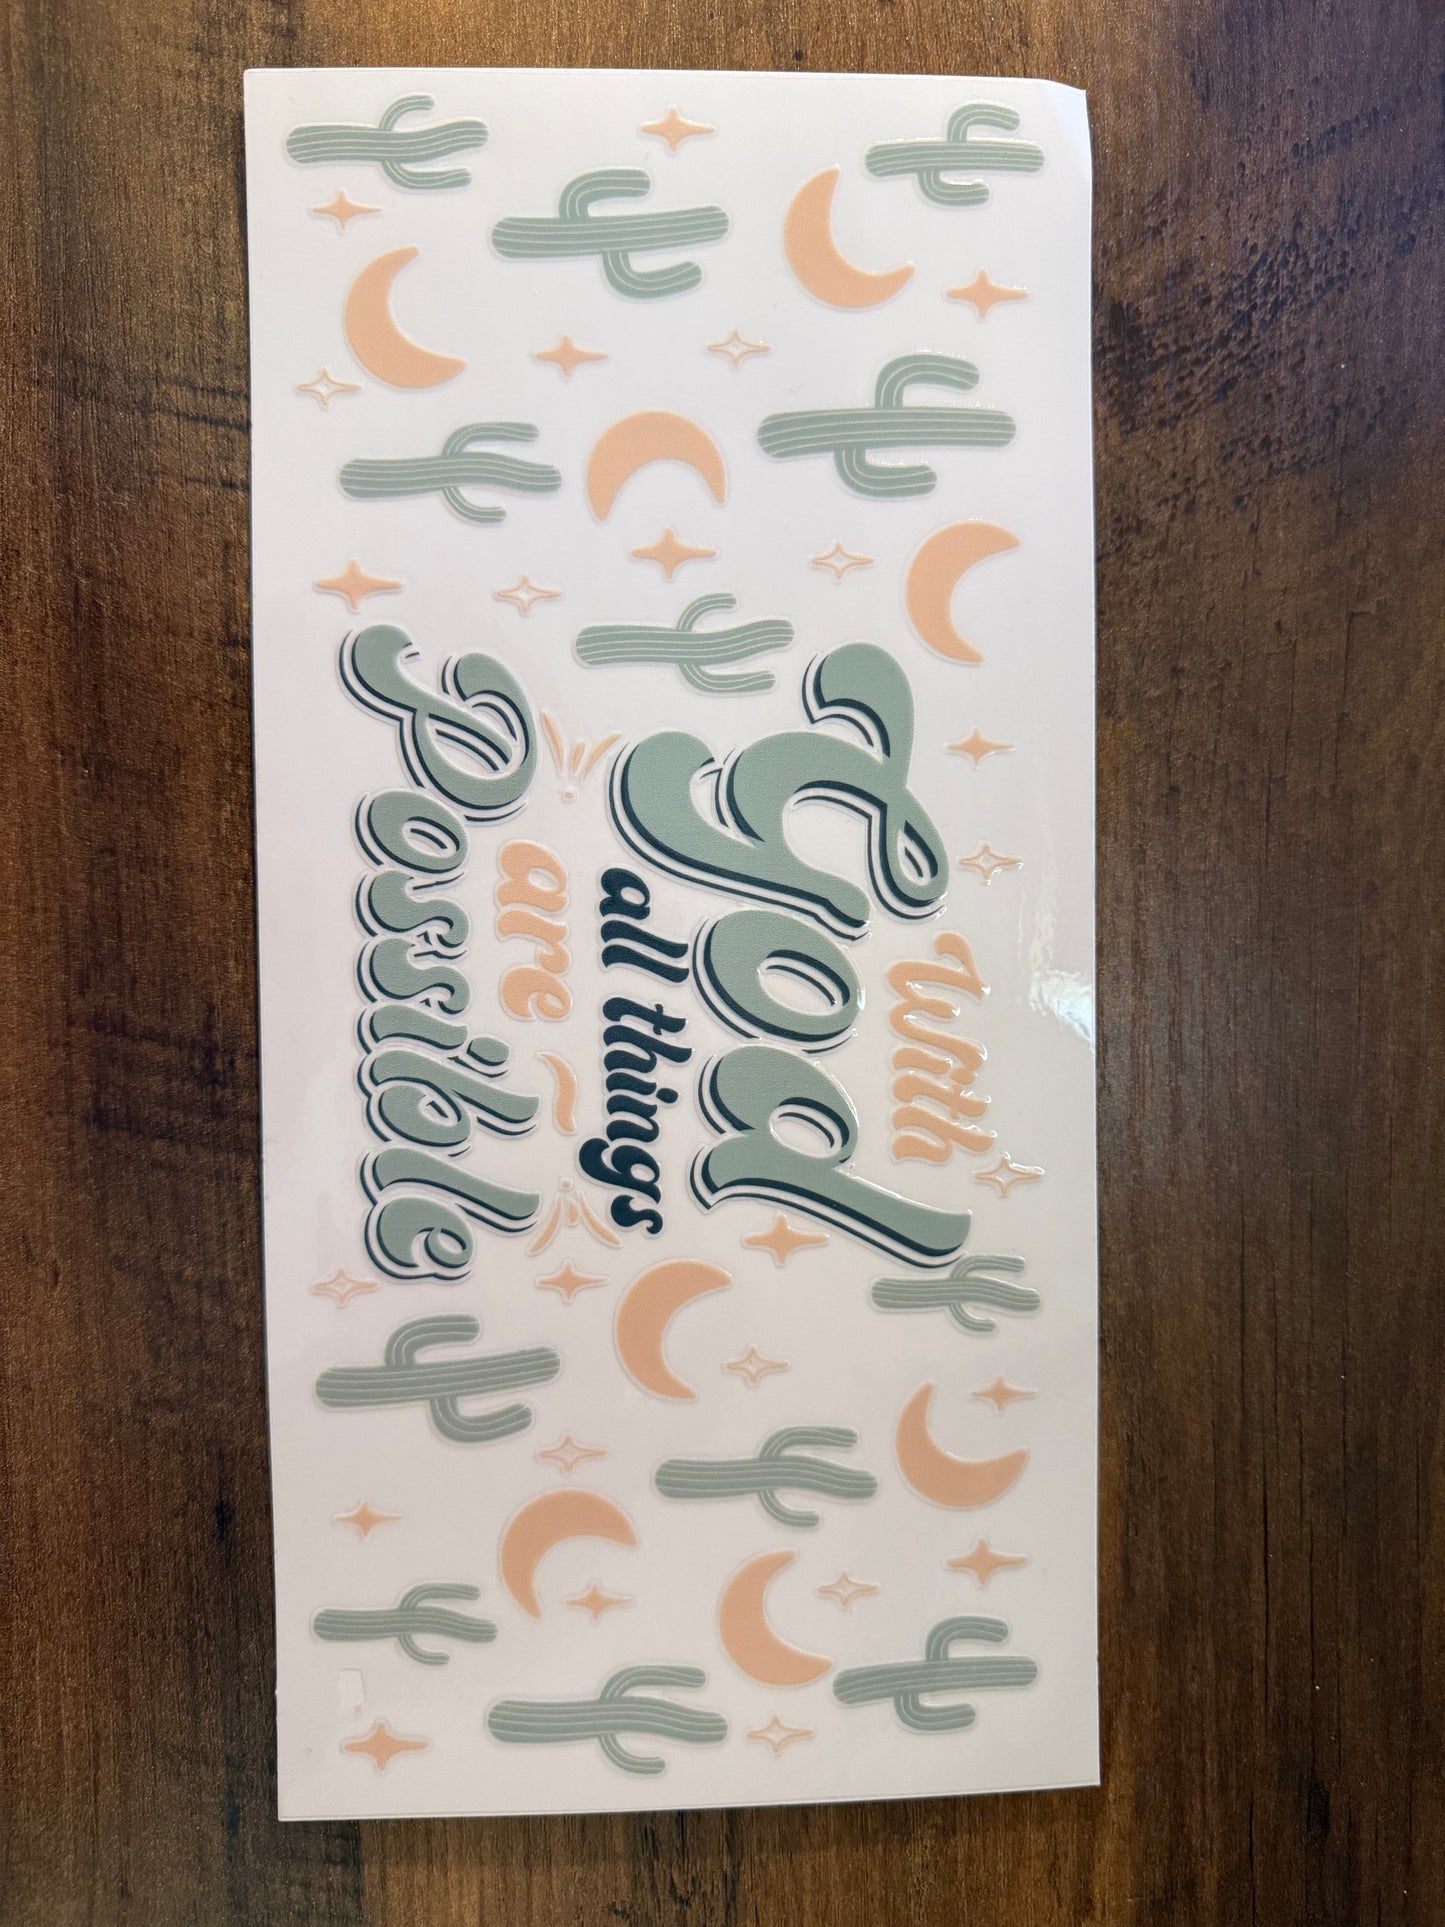 With
God
all things
are
Possible